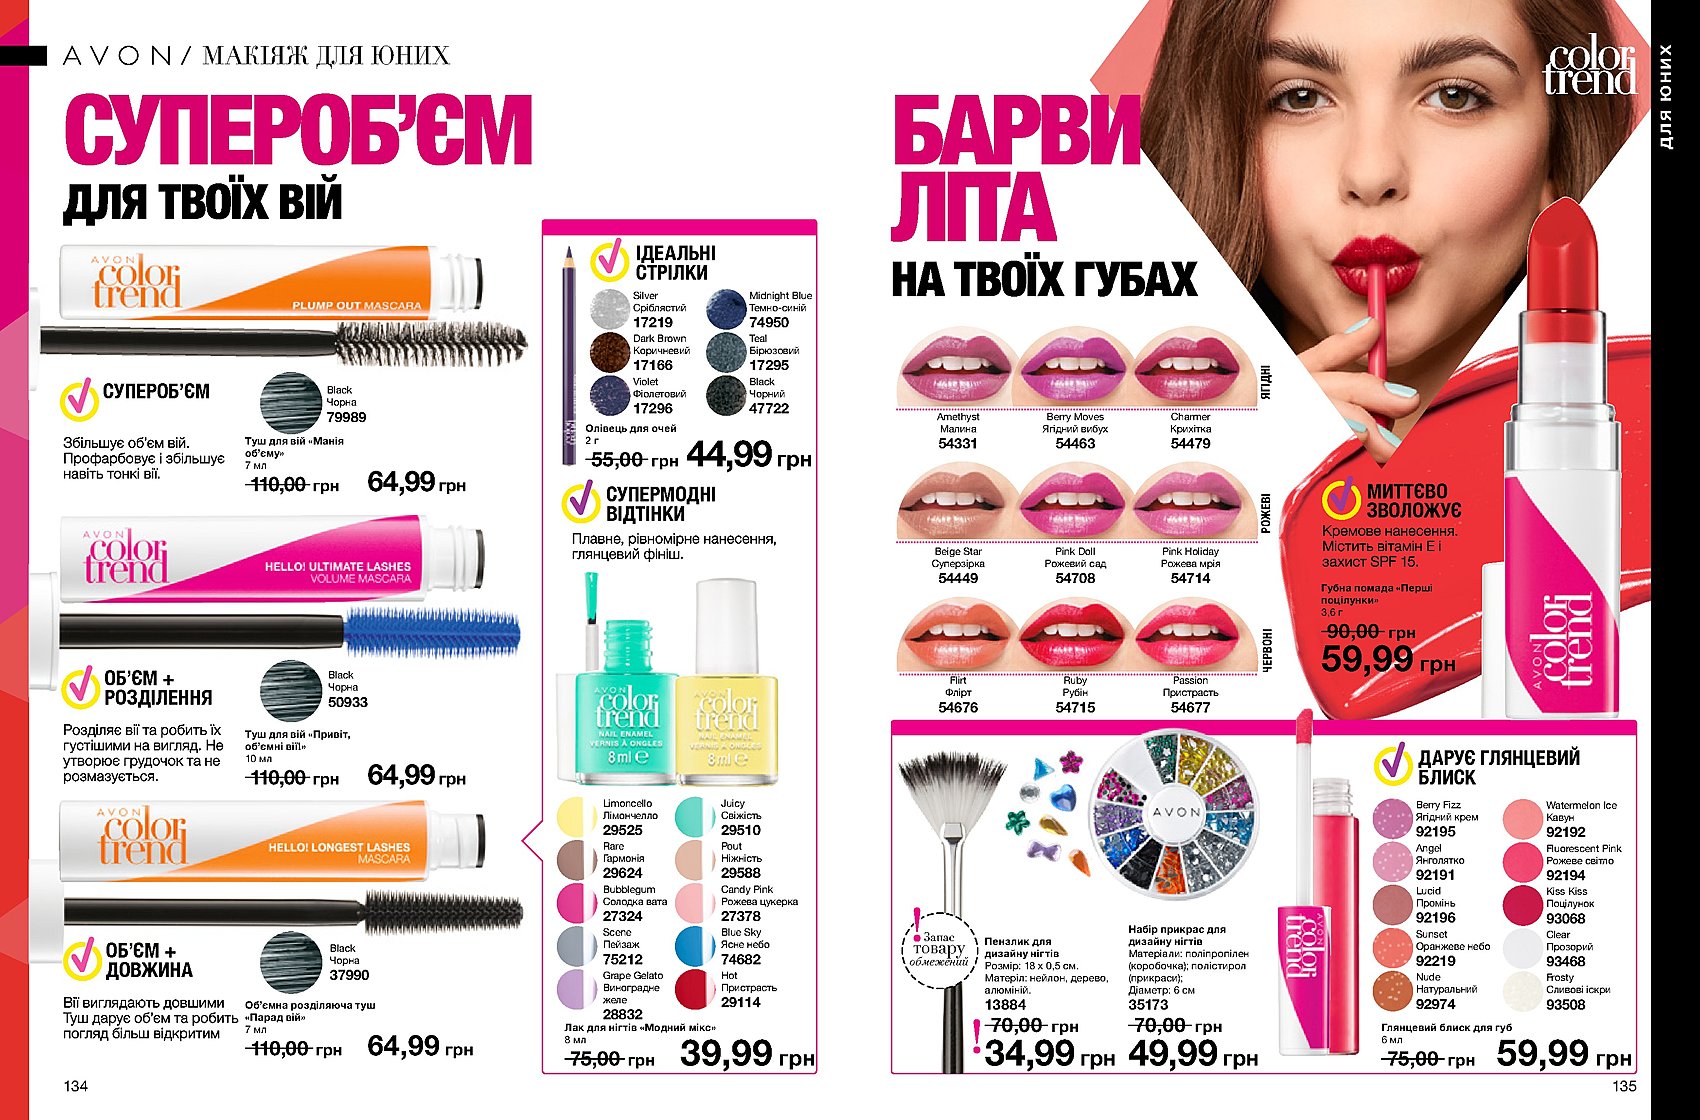 AVON / МАКІЯЖ ДЛЯ ЮНИХ
СУПЕРОБ’ЄМ
ДЛЯ ТВОЇХ ВІЙ
AVON
color
trend
PLUMP OUT MASCARA
СУПЕРОБ’ЄМ
Збільшує об’єм вій.
Профарбовує і збільшує
навіть тонкі вії.
Black
Чорна
79989
Туш для вій «Манія
об’єму»
7 мл
110,00 грн 64,99 грн
AVON
color
trend
HELLO! ULTIMATE LASHES
VOLUME MASCARA
ОБ’ЄМ +
РОЗДІЛЕННЯ
Розділяє вії та робить їх
густішими на вигляд. Не
утворює грудочок та не
розмазується.
Black
Чорна
50933
Туш для вій «Привіт,
об’ємні вії!»
10 мл
110,00 грн 64,99 грн
AVON
color
trend
HELLO! LONGEST LASHES
MASCARA
ОБ’ЄМ +
ДОВЖИНА
Вії виглядають довшими
Туш дарує об’єм та робить
погляд більш відкритим
Black
Чорна
37990
Об’ємна розділяюча туш
«Парад вій»
7 мл
110,00 грн 64,99 грн
134
ІДЕАЛЬНІ
СТРІЛКИ
Silver
Сріблястий
17219
Midnight Blue
Темно-синій
74950
Dark Brown
Коричневий
17166
Teal
Бірюзовий
17295
Violet
Фіолетовий
17296
Black
Чорний
47722
Олівець для очей
2 г
55,00 грн 44,99 грн
СУПЕРМОДНІ
ВІДТІНКИ
Плавне, рівномірне нанесення,
глянцевий фініш.
AVON
color
trend
NAIL ENAMEL
VERNIS À ONGLES
8 ml e
AVON
color
trend
NAIL ENAMEL
VERNIS À ONGLES
8 ml e
Limoncello
Лімончелло
29525
Juicy
Свіжість
29510
Rare
Гармонія
29624
Pout
Ніжність
29588
Bubblegum
Солодка вата
27324
Candy Pink
Рожева цукерка
27378
Scene
Пейзаж
75212
Blue Sky
Ясне небо
74682
Grape Gelato
Виноградне
желе
28832
Hot
Пристрасть
29114
Лак для нігтів «Модний мікс»
8 мл
75,00 грн 39,99 грн
БАРВИ
ЛІТА
НА ТВОЇХ ГУБАХ
color
trend
ДЛЯ ЮНИХ
Amethyst
Малина
54331
Berry Moves
Ягідний вибух
54463
Charmer
Крихітка
54479
ЯГІДНІ
Beige Star
Суперзірка
54449
Pink Doll
Рожевий сад
54708
Pink Holiday
Рожева мрія
54714
РОЖЕВІ
Flirt
Флірт
54676
Ruby
Рубін
54715
Passion
Пристрасть
54677
ЧЕРВОНІ
МИТТЄВО
ЗВОЛОЖУЄ
Кремове нанесення.
Містить вітамін Е і
захист SPF 15.
Губна помада «Перші
поцілунки»
3,6 г
90,00 грн
59,99 грн
AVON
color
trend
AVON
! Запас
товару
обмежений
Пензлик для
дизайну нігтів
Розмір: 18 х 0,5 см.
Матеріл: нейлон, дерево,
алюміній.
13884
70,00 грн
! 34,99 грн
Набір прикрас для
дизайну нігтів
Матеріали: поліпропілен
(коробочка); полістирол
(прикраси);
Діаметр: 6 см
35173
70,00 грн
49,99 грн
AVON
color
trend
ДАРУЄ ГЛЯНЦЕВИЙ
БЛИСК
Berry Fizz
Ягідний крем
92195
Watermelon Ice
Кавун
92192
Angel
Янголятко
92191
Fluorescent Pink
Рожеве світло
92194
Lucid
Промінь
92196
Kiss Kiss
Поцілунок
93068
Sunset
Оранжеве небо
92219
Clear
Прозорий
93468
Nude
Натуральний
92974
Frosty
Сливові іскри
93508
Глянцевий блиск для губ
6 мл
75,00 грн 59,99 грн
135